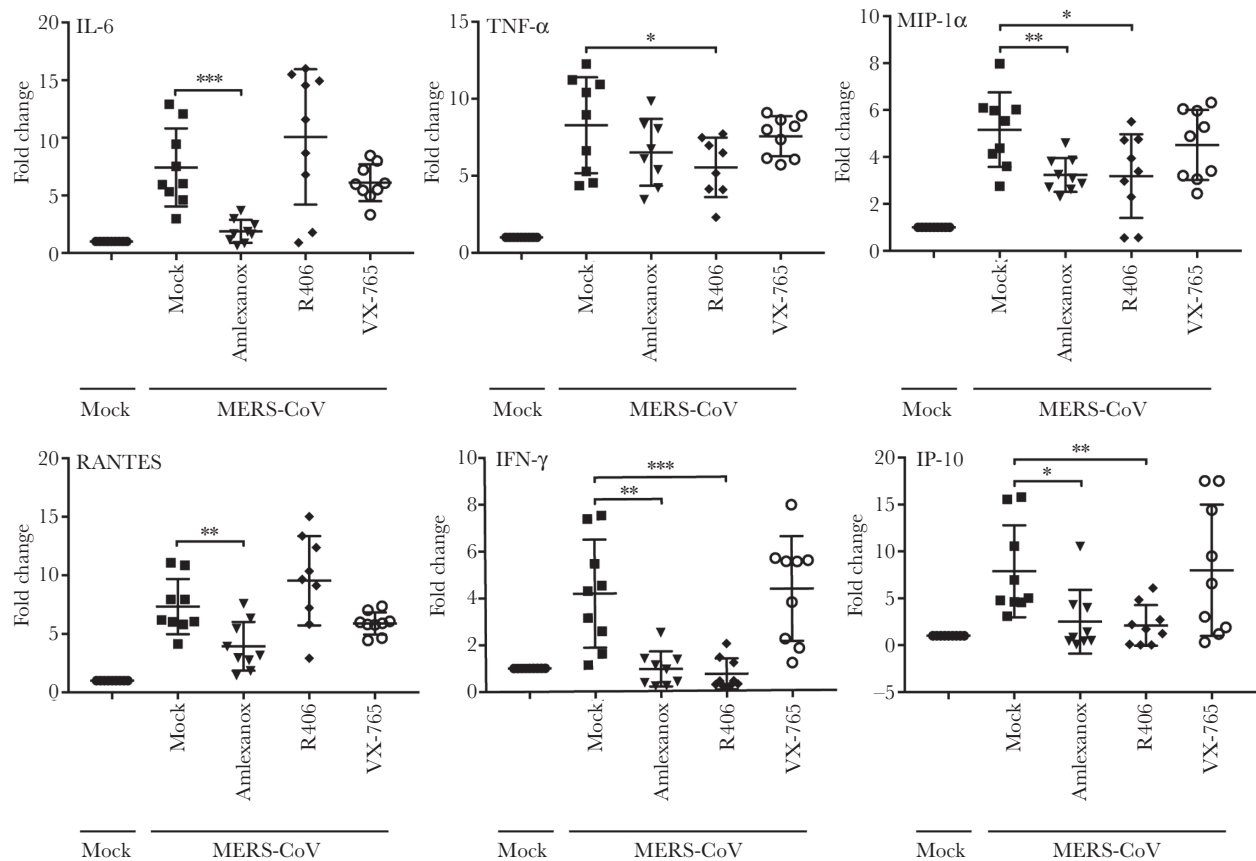 IL-6
Fold change
20
15
10
5
0
***
Mock
Amlexanox
R406
VX-765
Mock
MERS-CoV
TNF-α
Fold change
15
10
5
0
*
Mock
Amlexanox
R406
VX-765
Mock
MERS-CoV
MIP-1α
Fold change
10
8
6
4
2
0
*
**
Mock
Amlexanox
R406
VX-765
Mock
MERS-CoV
RANTES
Fold change
20
15
10
5
0
**
Mock
Amlexanox
R406
VX-765
Mock
MERS-CoV
IFN-γ
Fold change
10
8
6
4
2
0
***
**
Mock
Amlexanox
R406
VX-765
Mock
MERS-CoV
IP-10
Fold change
20
15
10
5
0
–5
**
*
Mock
Amlexanox
R406
VX-765
Mock
MERS-CoV